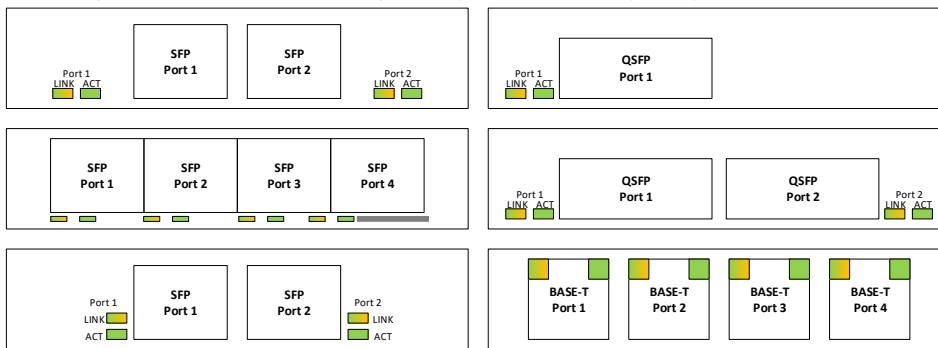 SFP
Port 1
SFP
Port 2
Port 1
LINK ACT
Port 2
LINK ACT
QSFP
Port 1
Port 1
LINK ACT
SFP
Port 1
SFP
Port 2
SFP
Port 3
SFP
Port 4
QSFP
Port 1
QSFP
Port 2
Port 1
LINK ACT
Port 2
LINK ACT
SFP
Port 1
SFP
Port 2
Port 1
LINK
ACT
Port 2
LINK
ACT
BASE-T
Port 1
BASE-T
Port 2
BASE-T
Port 3
BASE-T
Port 4